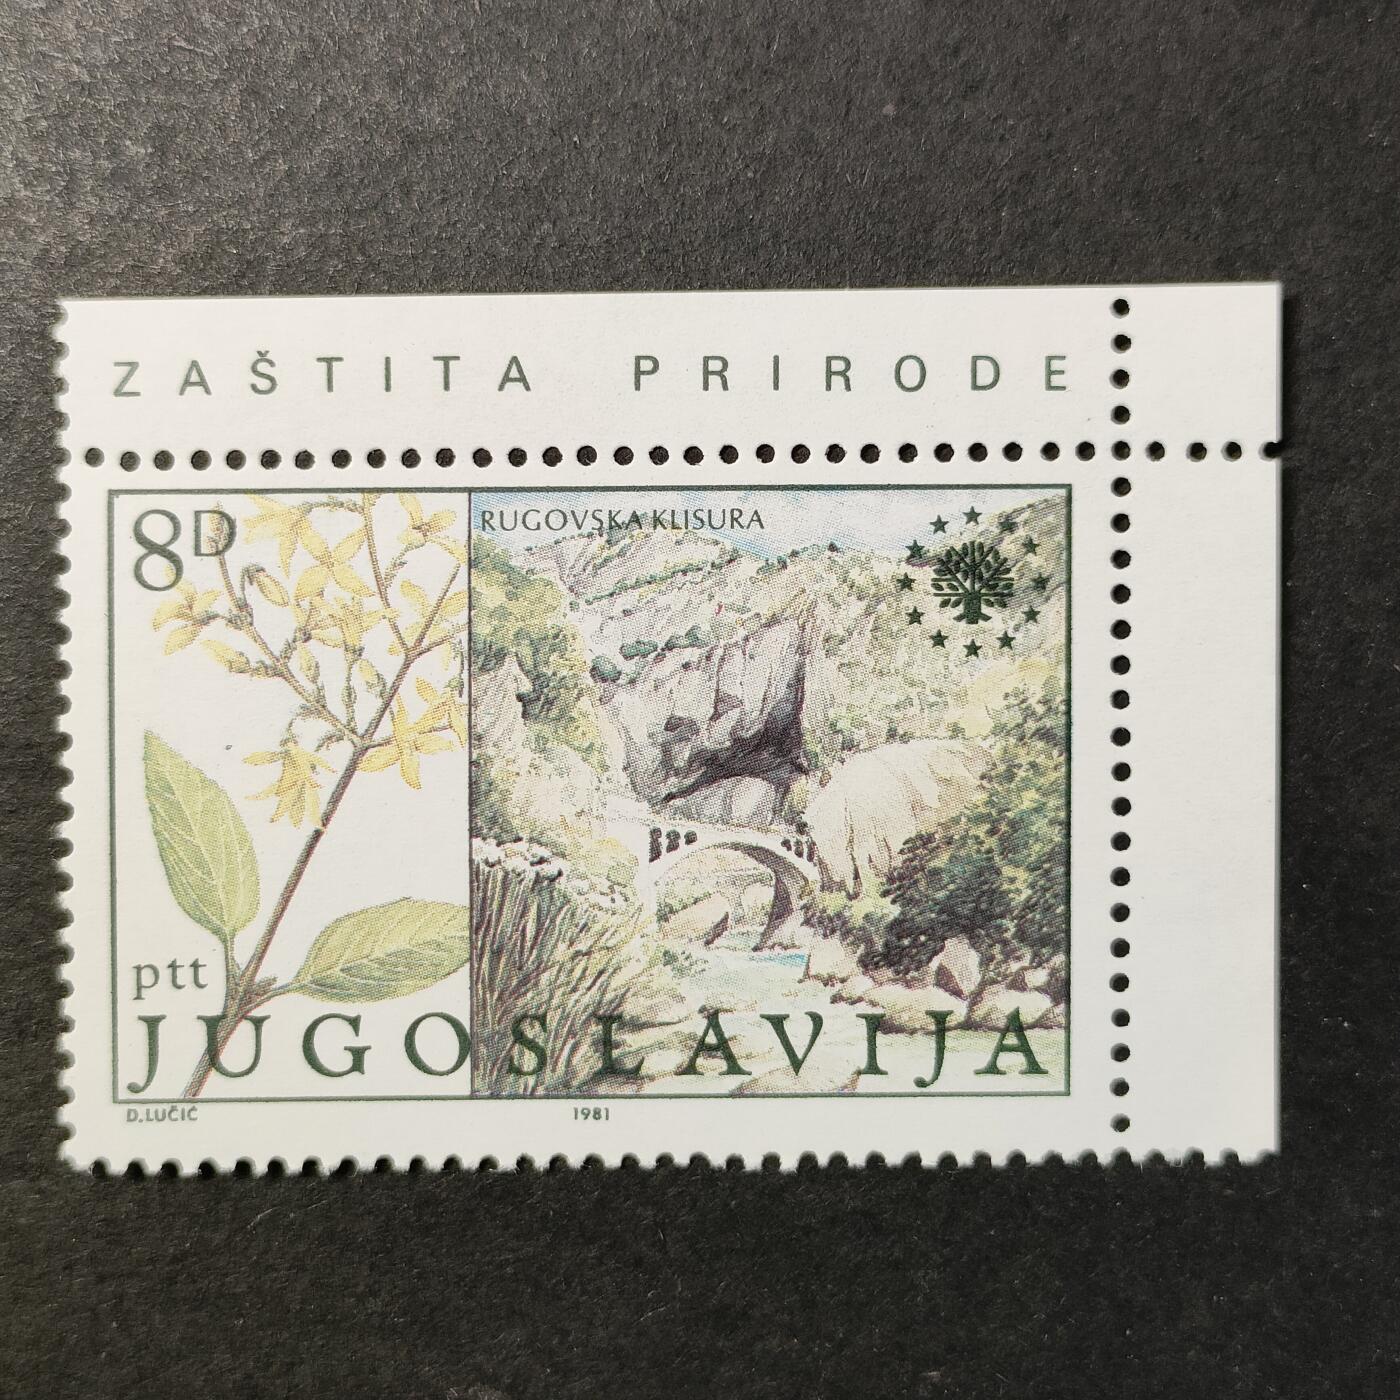 ZAŠTITA PRIRODE
8D
RUGOVSKA KLISURA
ptt
JUGOSLAVIJA
D.LUČIĆ
1981